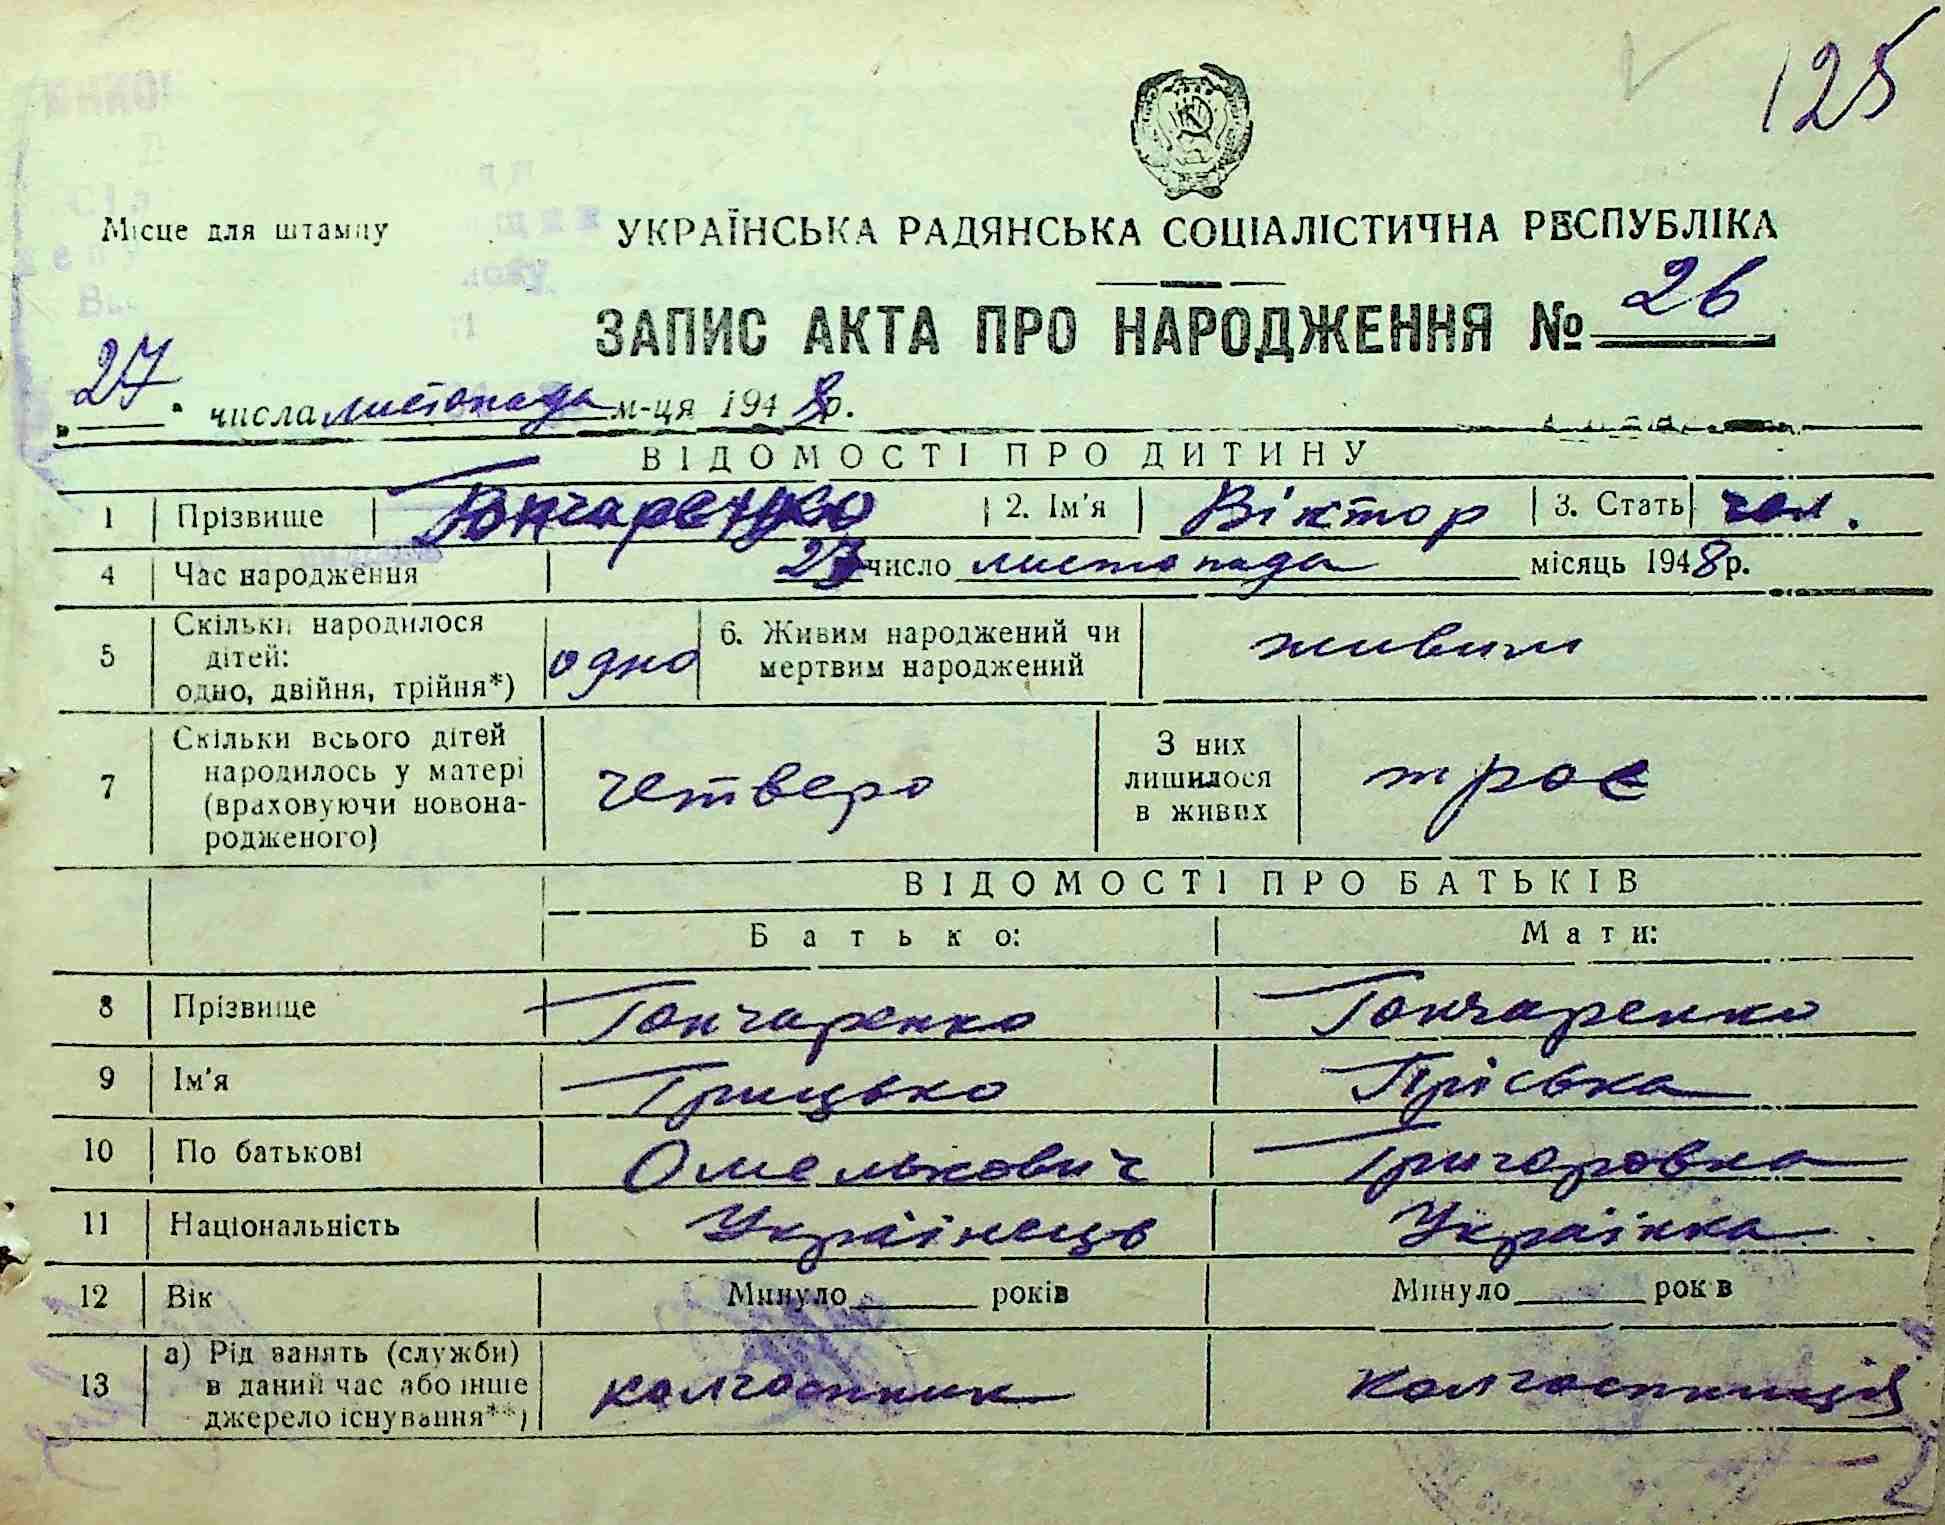 125
Місце для штампу
УКРАЇНСЬКА РАДЯНСЬКА СОЦІАЛІСТИЧНА РЕСПУБЛІКА
ЗАПИС АКТА ПРО НАРОДЖЕННЯ № 26
„27" числа листопада м-ця 1948р.
ВІДОМОСТІ ПРО ДИТИНУ
1 Прізвище Гончаренко 2. Ім'я Віктор 3. Стать чол.
4 Час народження 23 число листопада місяць 1948р.
5 Скільки народилося дітей: одно, двійня, трійня*) одно 6. Живим народжений чи мертвим народжений живим
7 Скільки всього дітей народилось у матері (враховуючи новонародженого) четверо З них лишилося в живих троє
ВІДОМОСТІ ПРО БАТЬКІВ
Батько: Мати:
8 Прізвище Гончаренко Гончаренко
9 Ім'я Грицько Пріська
10 По батькові Омелькович Григоровна
11 Національність Українець Українка
12 Вік Минуло років Минуло рок в
13 а) Рід занять (служби) в даний час або інше джерело існування**) колгоспник колгоспниця